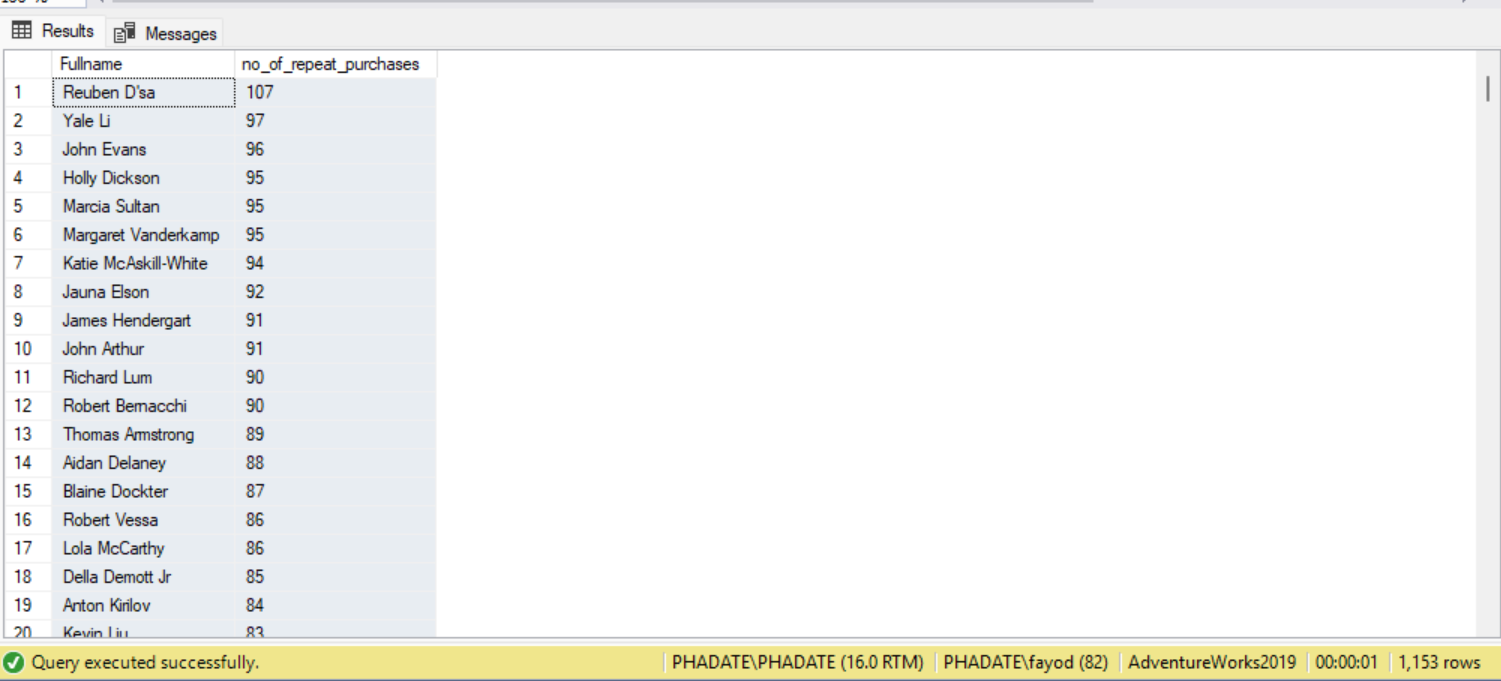 Results Messages
Fullname no_of_repeat_purchases
1 Reuben D'sa 107
2 Yale Li 97
3 John Evans 96
4 Holly Dickson 95
5 Marcia Sultan 95
6 Margaret Vanderkamp 95
7 Katie McAskill-White 94
8 Jauna Elson 92
9 James Hendergart 91
10 John Arthur 91
11 Richard Lum 90
12 Robert Bernacchi 90
13 Thomas Armstrong 89
14 Aidan Delaney 88
15 Blaine Dockter 87
16 Robert Vessa 86
17 Lola McCarthy 86
18 Della Demott Jr 85
19 Anton Kirilov 84
20 Kevin Liu 83
Query executed successfully. PHADATE\PHADATE (16.0 RTM) PHADATE\fayod (82) AdventureWorks2019 00:00:01 1,153 rows